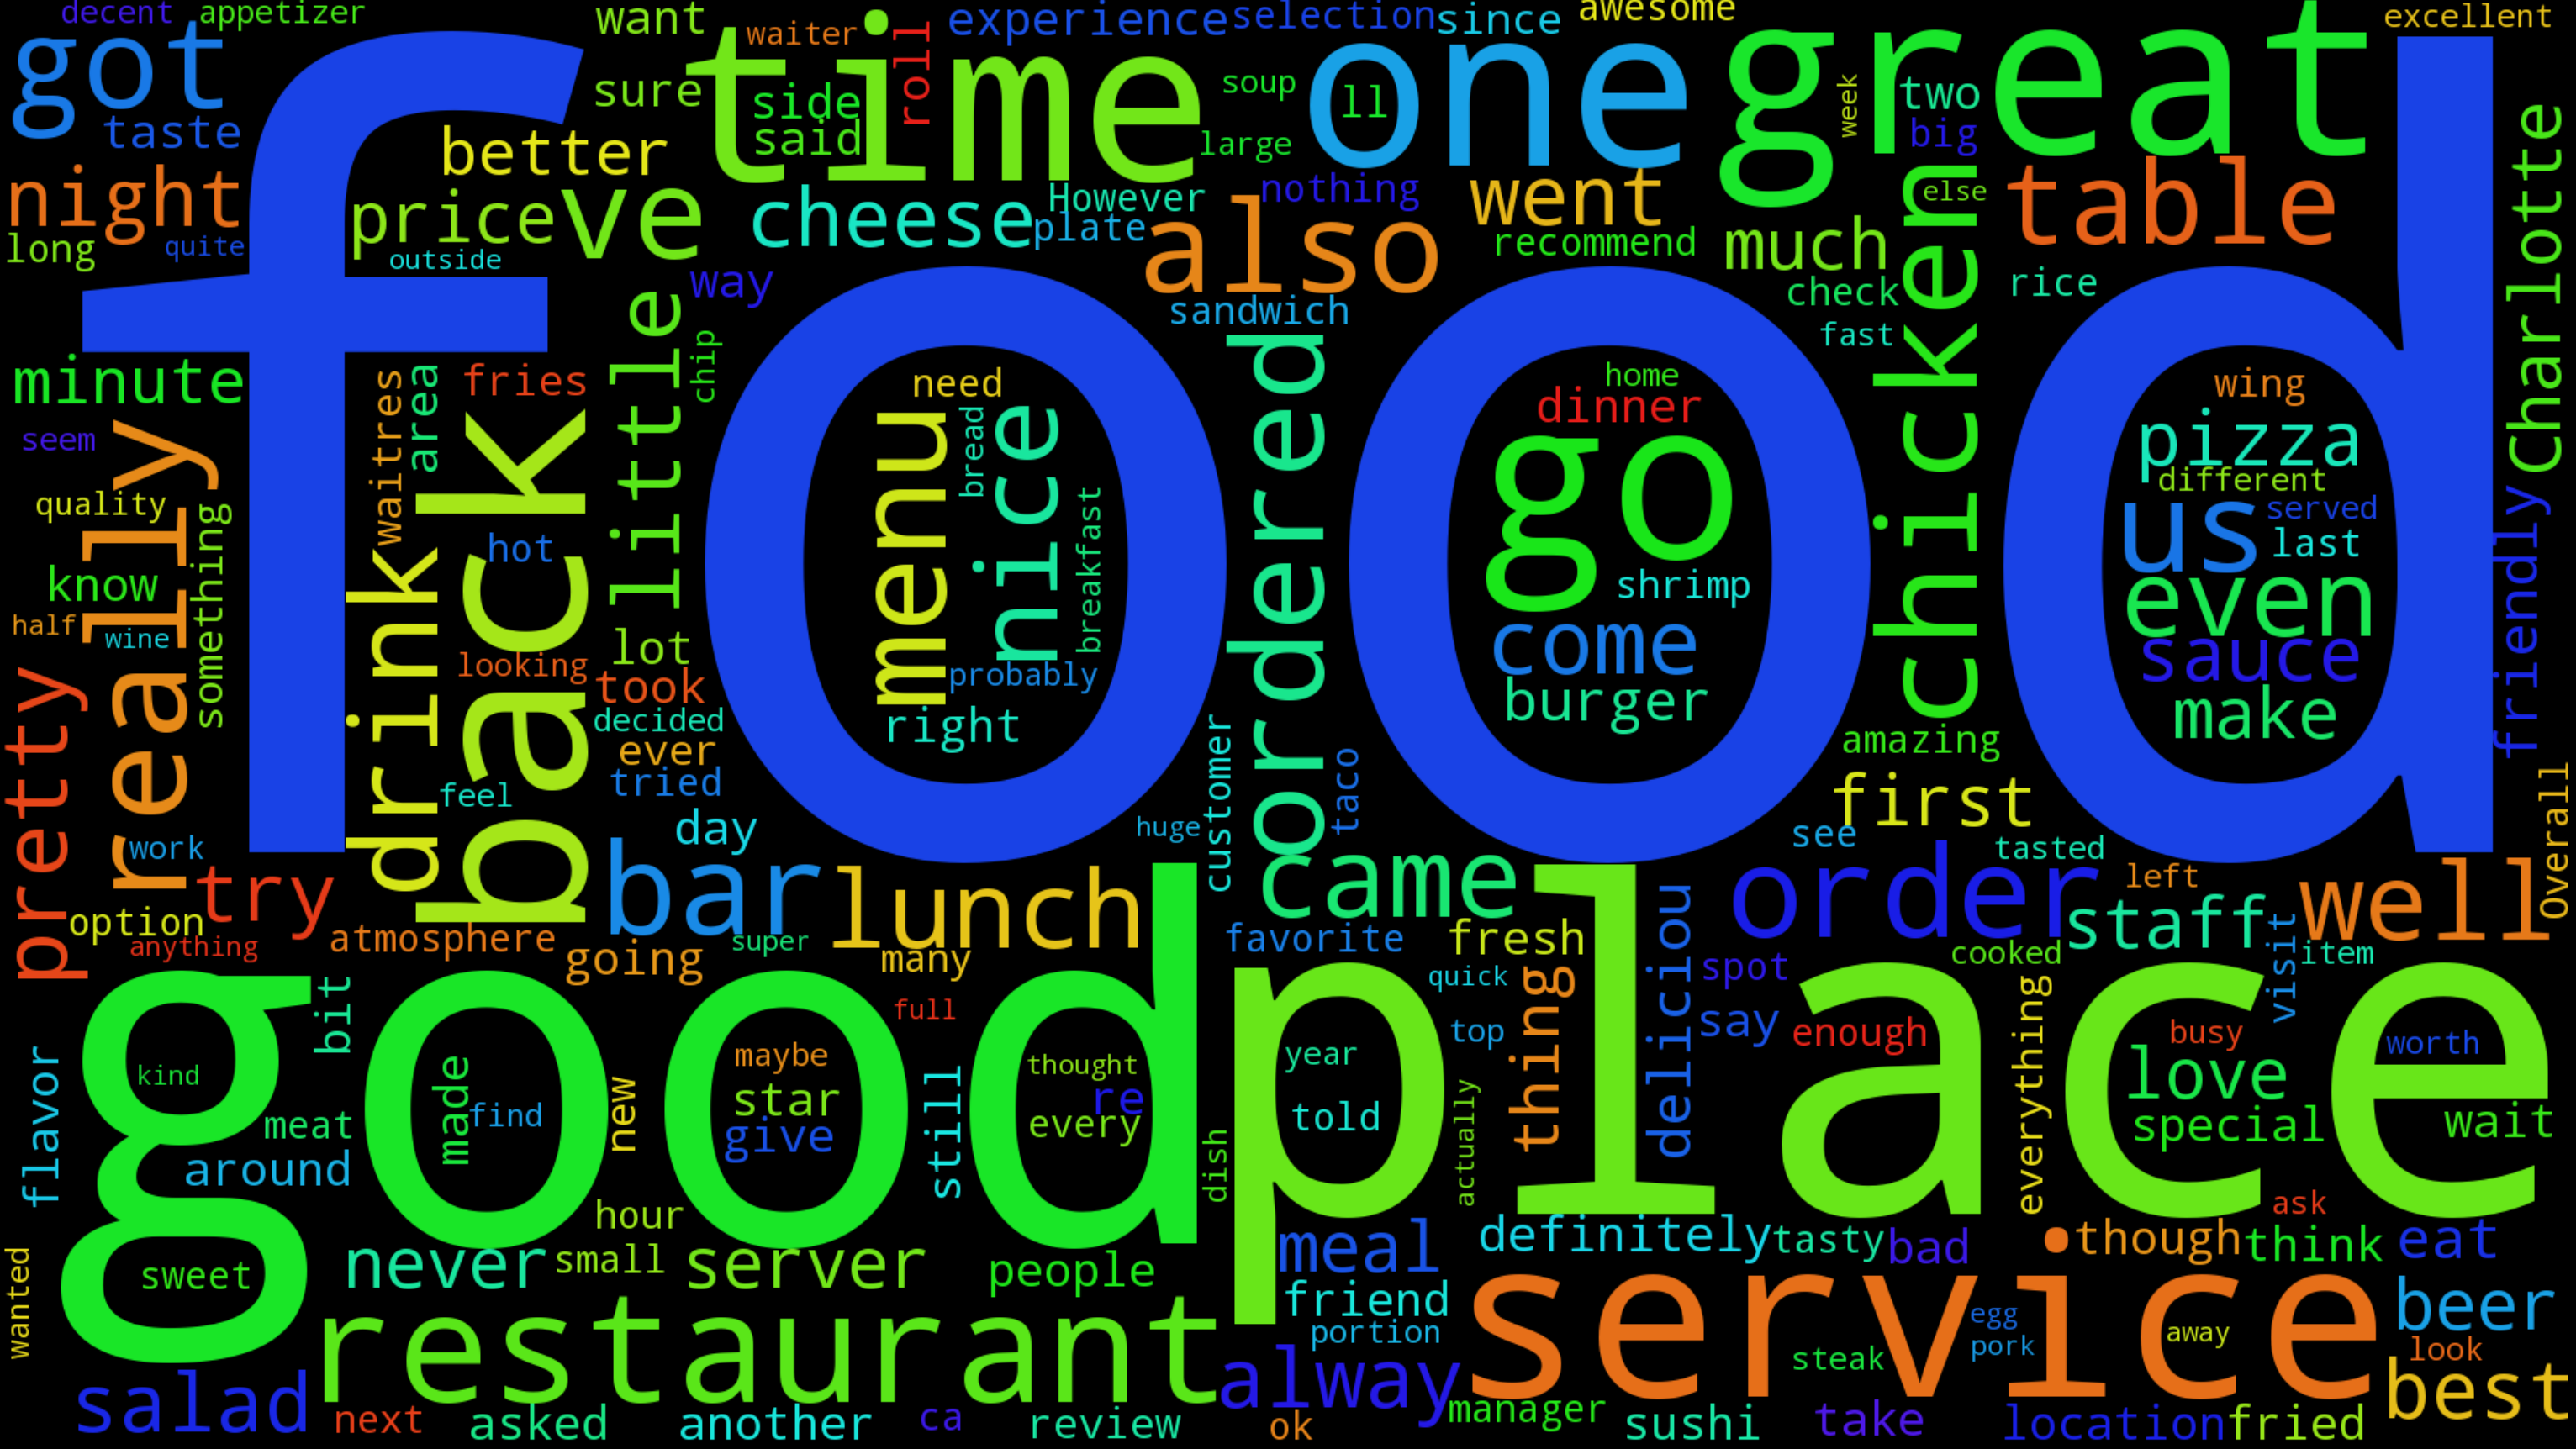 decent
appetizer
want
waiter
experience
selection
since
awesome
excellent
got
taste
time
sure
side
said
roll
soup
large
one
ll
great
week
two
big
else
food
night
long
quite
better
price
outside
ve
cheese
However
plate
way
also
nothing
sandwich
went
recommend
much
check
fast
chicken
table
rice
Charlotte
minute
seem
quality
know
half
wine
really
something
pretty
drink
waitres
area
fries
back
hot
looking
feel
little
chip
lot
took
decided
ever
tried
day
need
menu
bread
nice
breakfast
probably
right
ordered
customer
taco
huge
home
dinner
go
shrimp
come
burger
wing
pizza
different
us
served
last
even
sauce
make
friendly
amazing
first
see
tasted
Overall
work
try
option
anything
atmosphere
going
bar
super
lunch
many
came
favorite
fresh
quick
order
left
staff
well
cooked
item
visit
spot
deliciou
thing
say
enough
top
everything
good
place
full
bit
flavor
kind
meat
around
made
find
new
maybe
star
give
still
thought
re
every
dish
year
told
actually
busy
love
special
worth
wait
hour
small
never
server
people
sweet
wanted
meal
friend
portion
definitely
tasty
bad
though
think
ask
eat
restaurant
service
egg
pork
away
steak
beer
look
best
salad
next
asked
another
ca
review
alway
ok
manager
sushi
take
location
fried